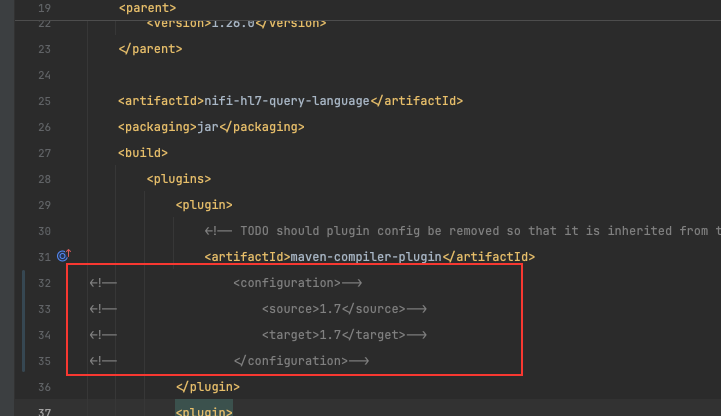 19 <parent>
22 <version>1.26.0</version>
23 </parent>
24
25 <artifactId>nifi-hl7-query-language</artifactId>
26 <packaging>jar</packaging>
27 <build>
28 <plugins>
29 <plugin>
30 <!-- TODO should plugin config be removed so that it is inherited from t
31 <artifactId>maven-compiler-plugin</artifactId>
32 <!-- <configuration>-->
33 <!-- <source>1.7</source>-->
34 <!-- <target>1.7</target>-->
35 <!-- </configuration>-->
36 </plugin>
37 <plugin>